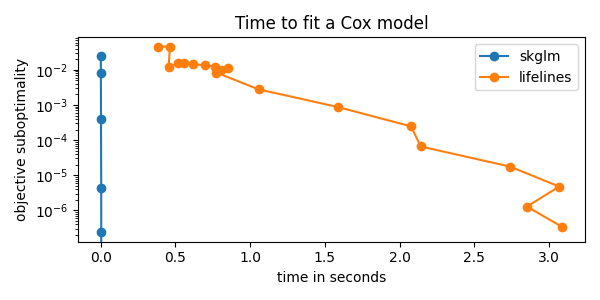 Time to fit a Cox model
objective suboptimality
10⁻²
10⁻³
10⁻⁴
10⁻⁵
10⁻⁶
skglm
lifelines
0.0 0.5 1.0 1.5 2.0 2.5 3.0
time in seconds